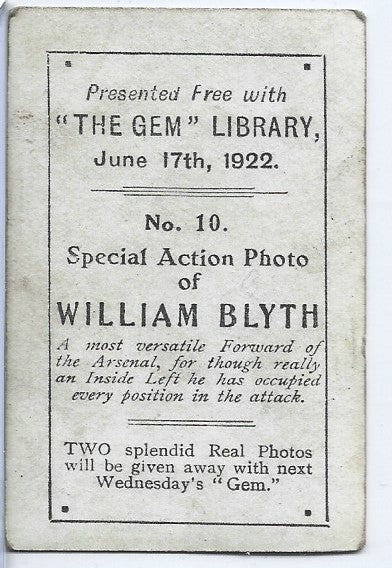 Presented Free with
"THE GEM" LIBRARY,
June 17th, 1922.
No. 10.
Special Action Photo
of
WILLIAM BLYTH
A most versatile Forward of
the Arsenal, for though really
an Inside Left he has occupied
every position in the attack.
TWO splendid Real Photos
will be given away with next
Wednesday's "Gem."